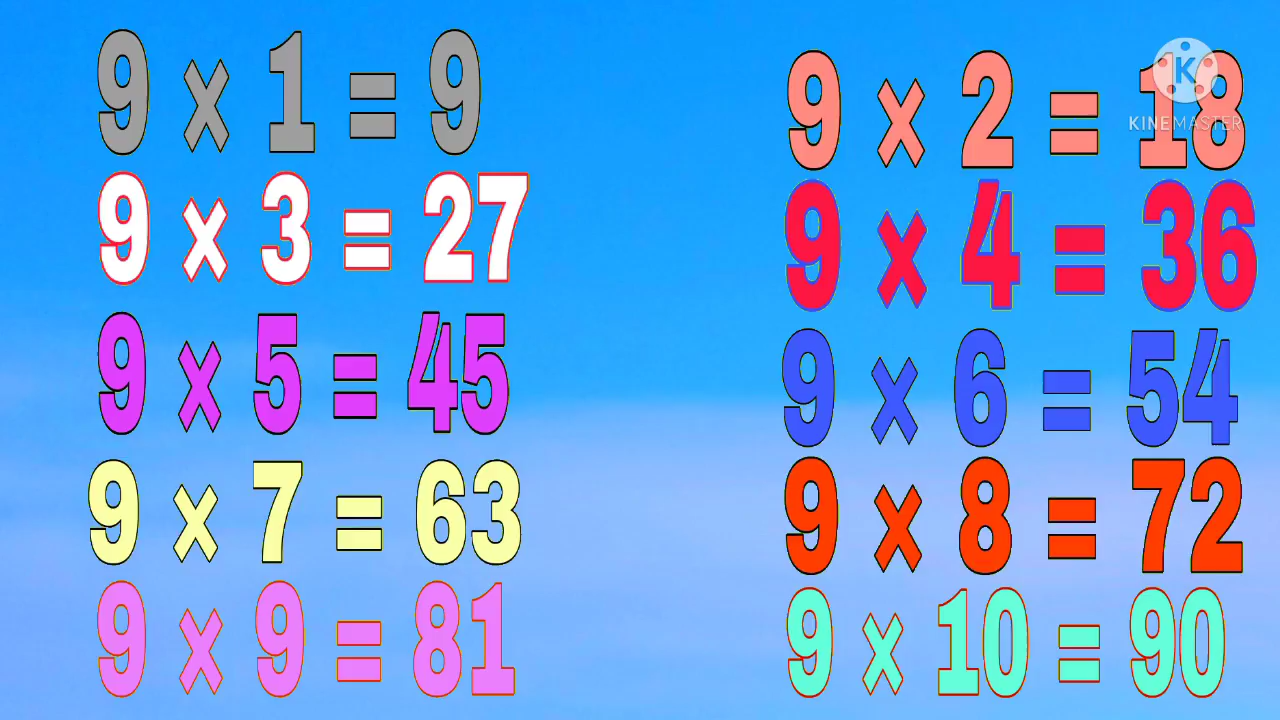 9 × 1 = 9
9 × 2 = 18
K
KINEMASTER
9 × 3 = 27
9 × 4 = 36
9 × 5 = 45
9 × 6 = 54
9 × 7 = 63
9 × 8 = 72
9 × 9 = 81
9 × 10 = 90